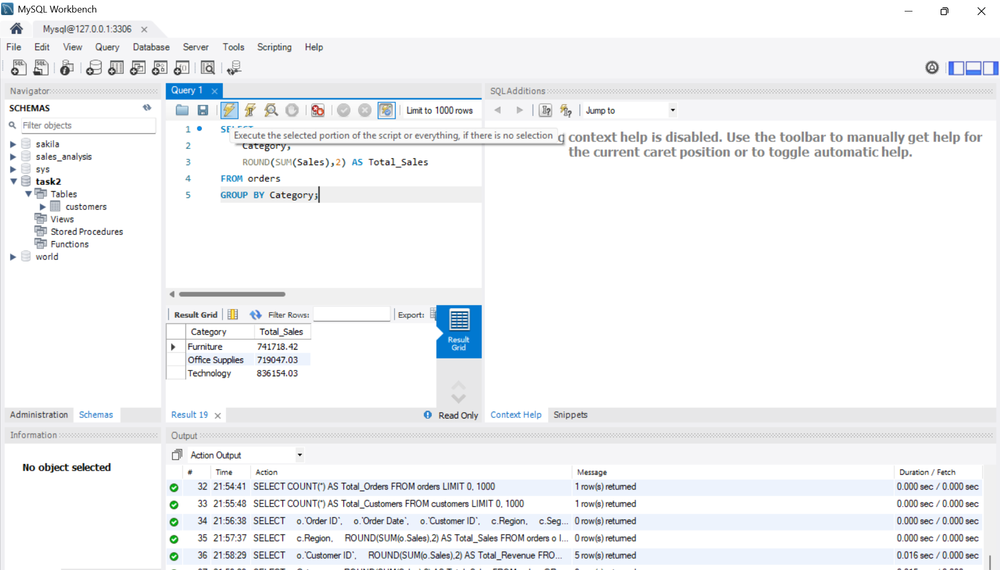 MySQL Workbench
Mysql@127.0.0.1:3306
File Edit View Query Database Server Tools Scripting Help
Navigator
SCHEMAS
Filter objects
sakila
sales_analysis
sys
task2
Tables
customers
Views
Stored Procedures
Functions
world
Administration Schemas
Information
No object selected
Query 1
Limit to 1000 rows
1
Execute the selected portion of the script or everything, if there is no selection
2 Category,
3 ROUND(SUM(Sales),2) AS Total_Sales
4 FROM orders
5 GROUP BY Category;
Result Grid Filter Rows: Export:
Category Total_Sales
Furniture 741718.42
Office Supplies 719047.03
Technology 836154.03
Result Grid
Result 19
Read Only
SQLAdditions
Jump to
context help is disabled. Use the toolbar to manually get help for
the current caret position or to toggle automatic help.
Context Help Snippets
Output
Action Output
# Time Action Message Duration / Fetch
32 21:54:41 SELECT COUNT(*) AS Total_Orders FROM orders LIMIT 0, 1000 1 row(s) returned 0.000 sec / 0.000 sec
33 21:55:48 SELECT COUNT(*) AS Total_Customers FROM customers LIMIT 0, 1000 1 row(s) returned 0.000 sec / 0.000 sec
34 21:56:38 SELECT o.`Order ID`, o.`Order Date`, o.`Customer ID`, c.Region, c.Seg... 0 row(s) returned 0.000 sec / 0.000 sec
35 21:57:37 SELECT c.Region, ROUND(SUM(o.Sales),2) AS Total_Sales FROM orders o I... 0 row(s) returned 0.000 sec / 0.000 sec
36 21:58:29 SELECT o.`Customer ID`, ROUND(SUM(o.Sales),2) AS Total_Revenue FRO... 5 row(s) returned 0.016 sec / 0.000 sec